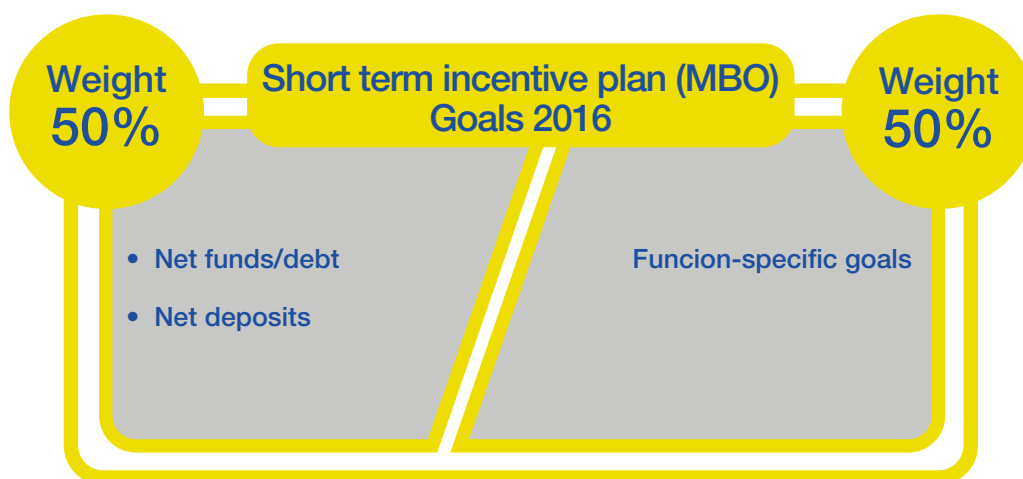 Weight
50%
Short term incentive plan (MBO)
Goals 2016
Weight
50%
• Net funds/debt
• Net deposits
Funcion-specific goals